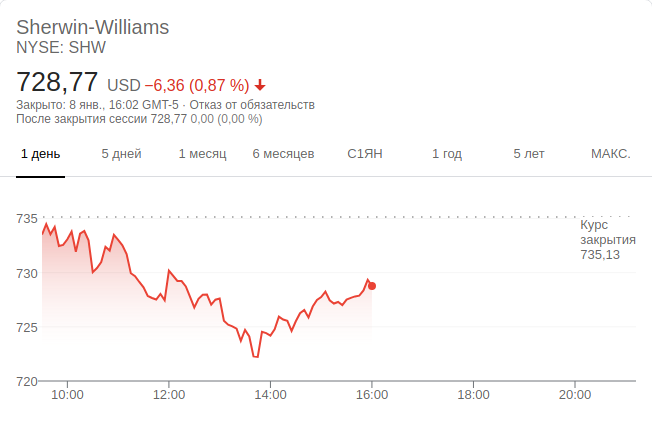 Sherwin-Williams
NYSE: SHW
728,77 USD −6,36 (0,87 %)
Закрыто: 8 янв., 16:02 GMT-5 · Отказ от обязательств
После закрытия сессии 728,77 0,00 (0,00 %)
1 день 5 дней 1 месяц 6 месяцев С1ЯН 1 год 5 лет МАКС.
735
Курс
закрытия
735,13
730
725
720
10:00 12:00 14:00 16:00 18:00 20:00